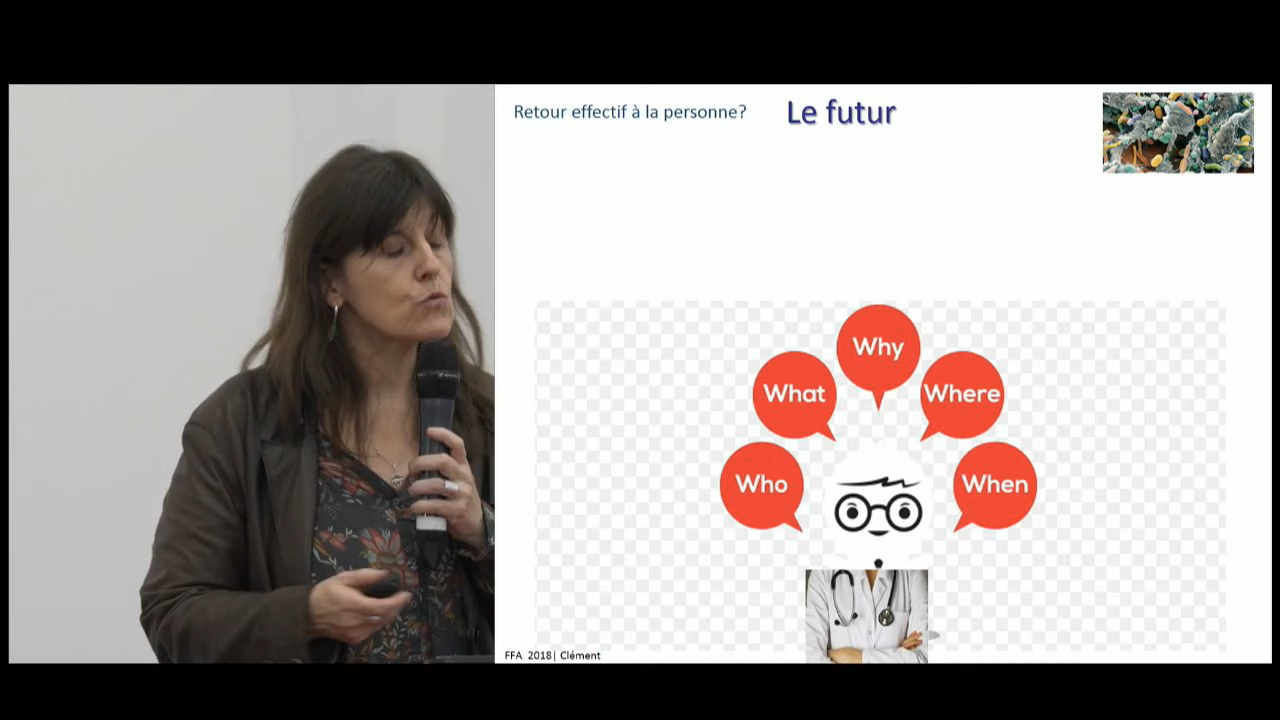 Retour effectif à la personne?
Le futur
Why
What
Where
Who
When
FFA 2018| Clément